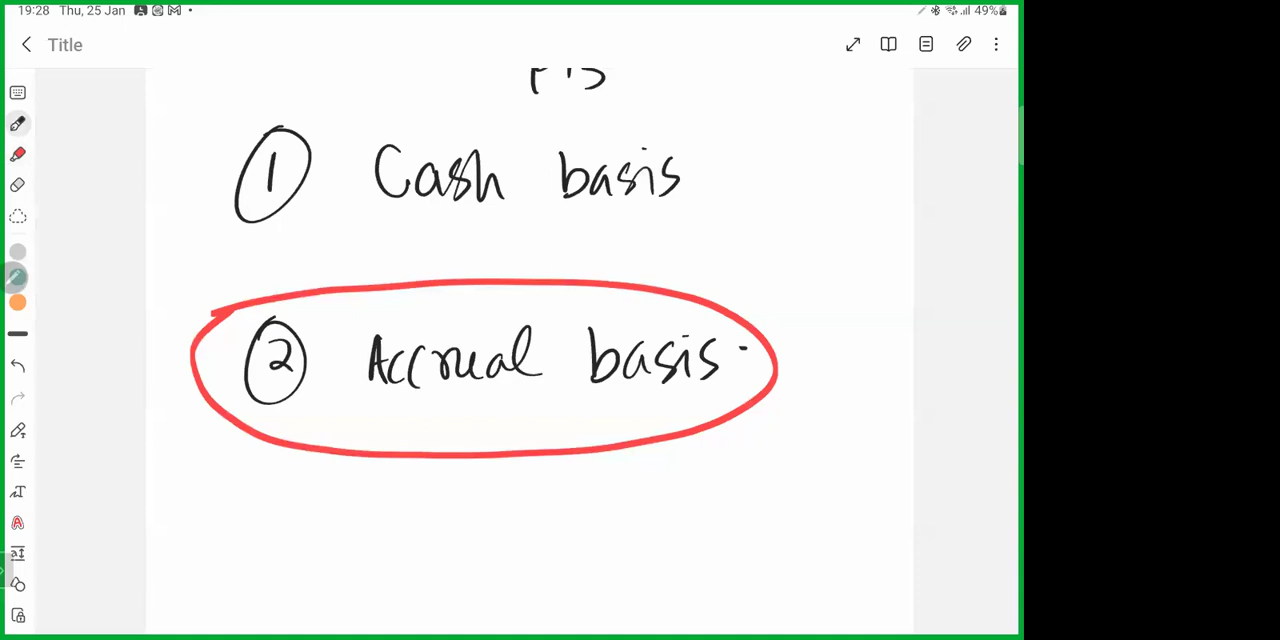 19:28 Thu, 25 Jan 49%
Title
1 Cash basis
2 Accrual basis